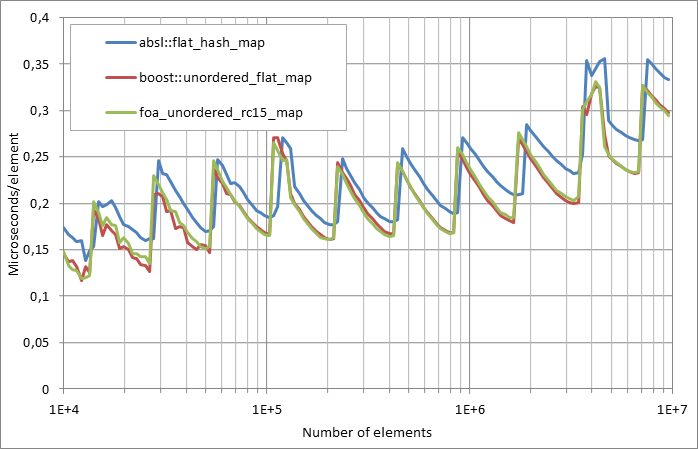 0,4
0,35
0,3
0,25
0,2
0,15
0,1
0,05
0
Microseconds/element
absl::flat_hash_map
boost::unordered_flat_map
foa_unordered_rc15_map
1E+4 1E+5 1E+6 1E+7
Number of elements